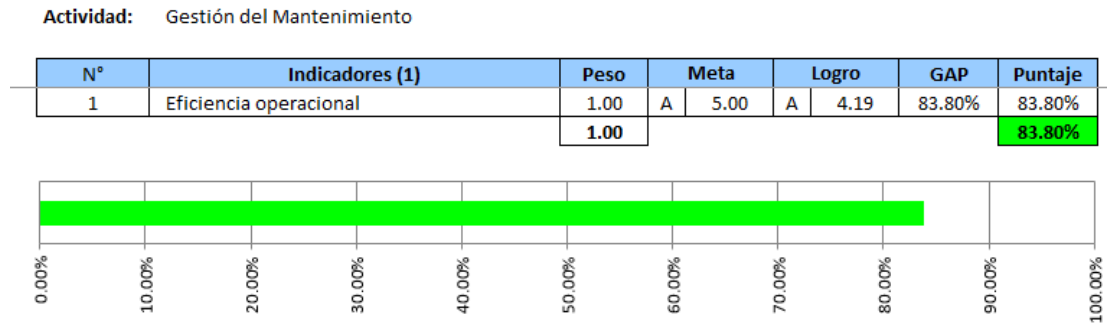 Actividad: Gestión del Mantenimiento
N° Indicadores (1) Peso Meta Logro GAP Puntaje
1 Eficiencia operacional 1.00 A 5.00 A 4.19 83.80% 83.80%
1.00 83.80%
0.00% 10.00% 20.00% 30.00% 40.00% 50.00% 60.00% 70.00% 80.00% 90.00% 100.00%